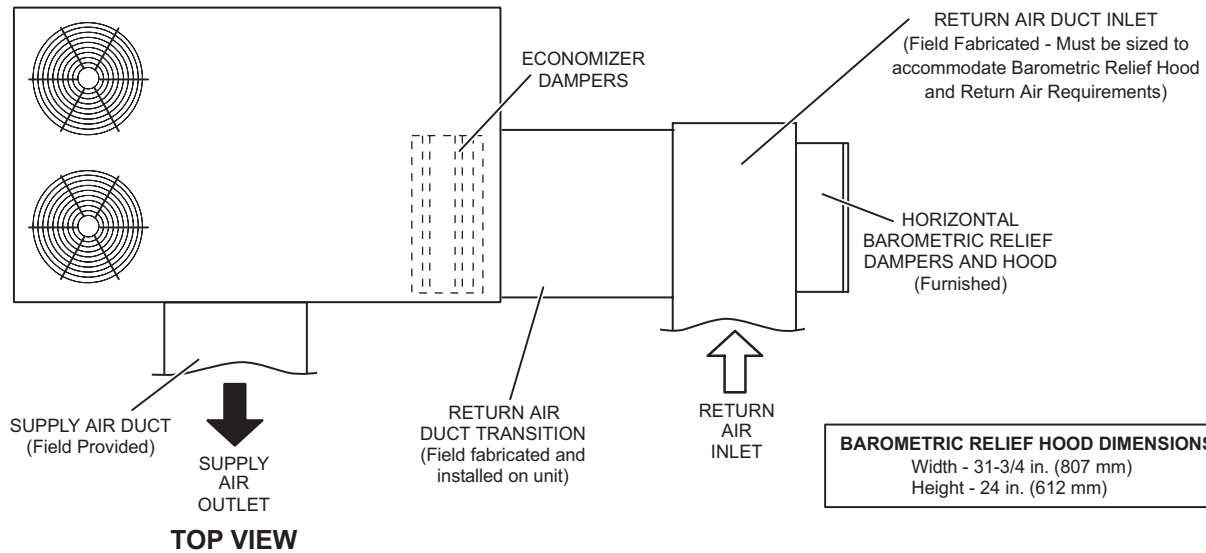 RETURN AIR DUCT INLET
(Field Fabricated - Must be sized to
accommodate Barometric Relief Hood
and Return Air Requirements)
ECONOMIZER
DAMPERS
HORIZONTAL
BAROMETRIC RELIEF
DAMPERS AND HOOD
(Furnished)
SUPPLY AIR DUCT
(Field Provided)
SUPPLY
AIR
OUTLET
RETURN AIR
DUCT TRANSITION
(Field fabricated and
installed on unit)
RETURN
AIR
INLET
BAROMETRIC RELIEF HOOD DIMENSIONS
Width - 31-3/4 in. (807 mm)
Height - 24 in. (612 mm)
TOP VIEW